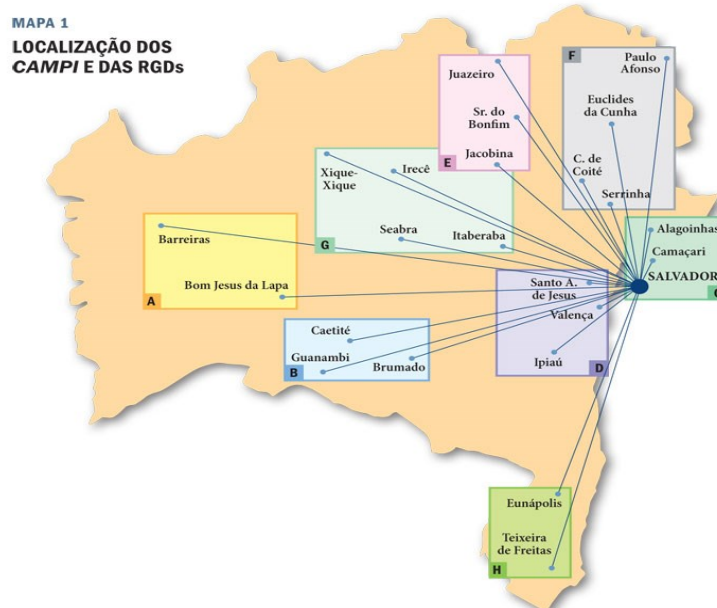 MAPA 1
LOCALIZAÇÃO DOS
CAMPI E DAS RGDs
F
Paulo
Afonso
Juazeiro
Euclides
da Cunha
Sr. do
Bonfim
Jacobina
E
C. de
Coité
Serrinha
Xique-
Xique
Irecê
Seabra
Itaberaba
G
Alagoinhas
Camaçari
SALVADOR
Barreiras
Bom Jesus da Lapa
A
Santo A.
de Jesus
Valença
Ipiaú
D
Caetité
Guanambi
Brumado
B
Eunápolis
Teixeira
de Freitas
H